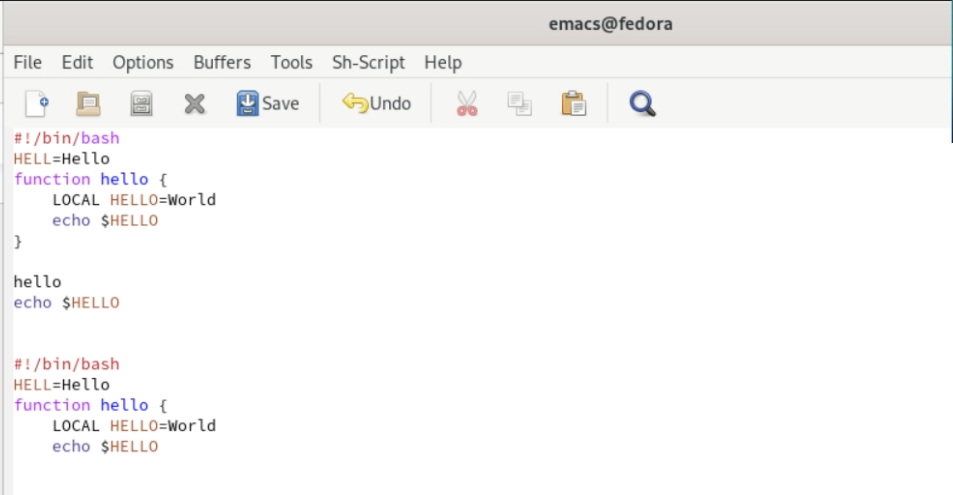 emacs@fedora
File Edit Options Buffers Tools Sh-Script Help
Save Undo
#!/bin/bash
HELL=Hello
function hello {
    LOCAL HELLO=World
    echo $HELLO
}

hello
echo $HELLO


#!/bin/bash
HELL=Hello
function hello {
    LOCAL HELLO=World
    echo $HELLO